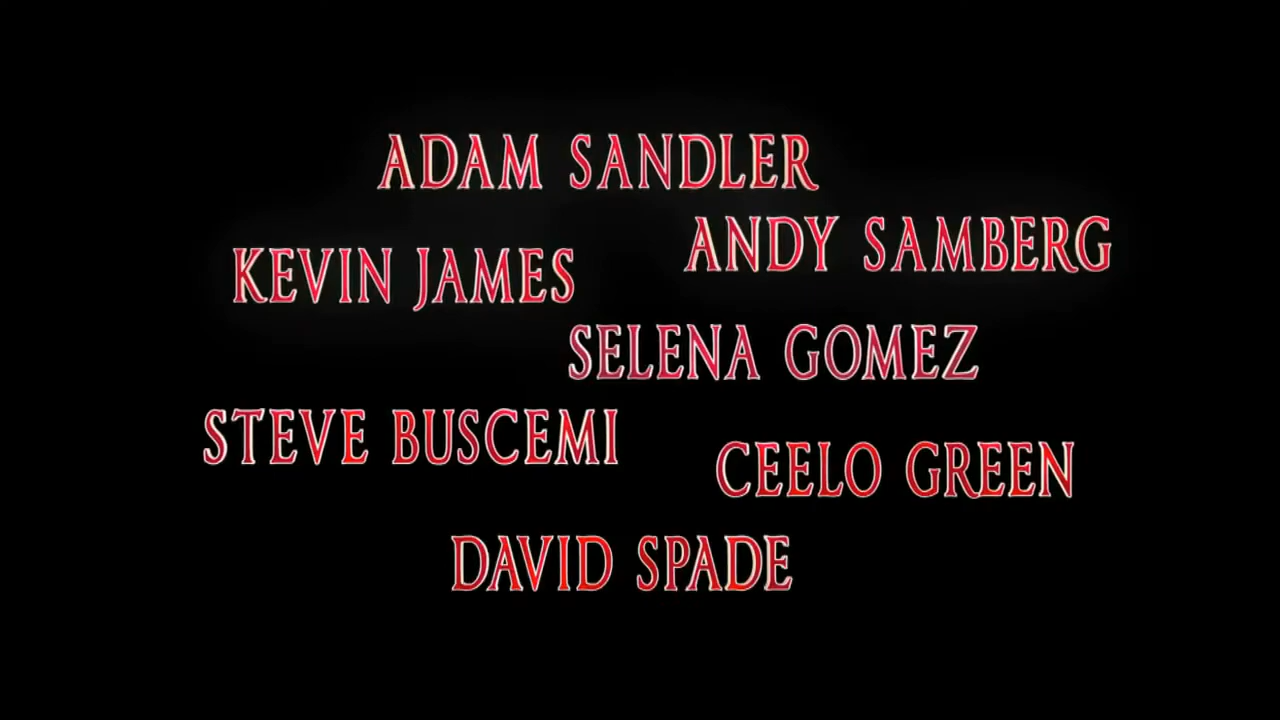 ADAM SANDLER
ANDY SAMBERG
KEVIN JAMES
SELENA GOMEZ
STEVE BUSCEMI
CEELO GREEN
DAVID SPADE